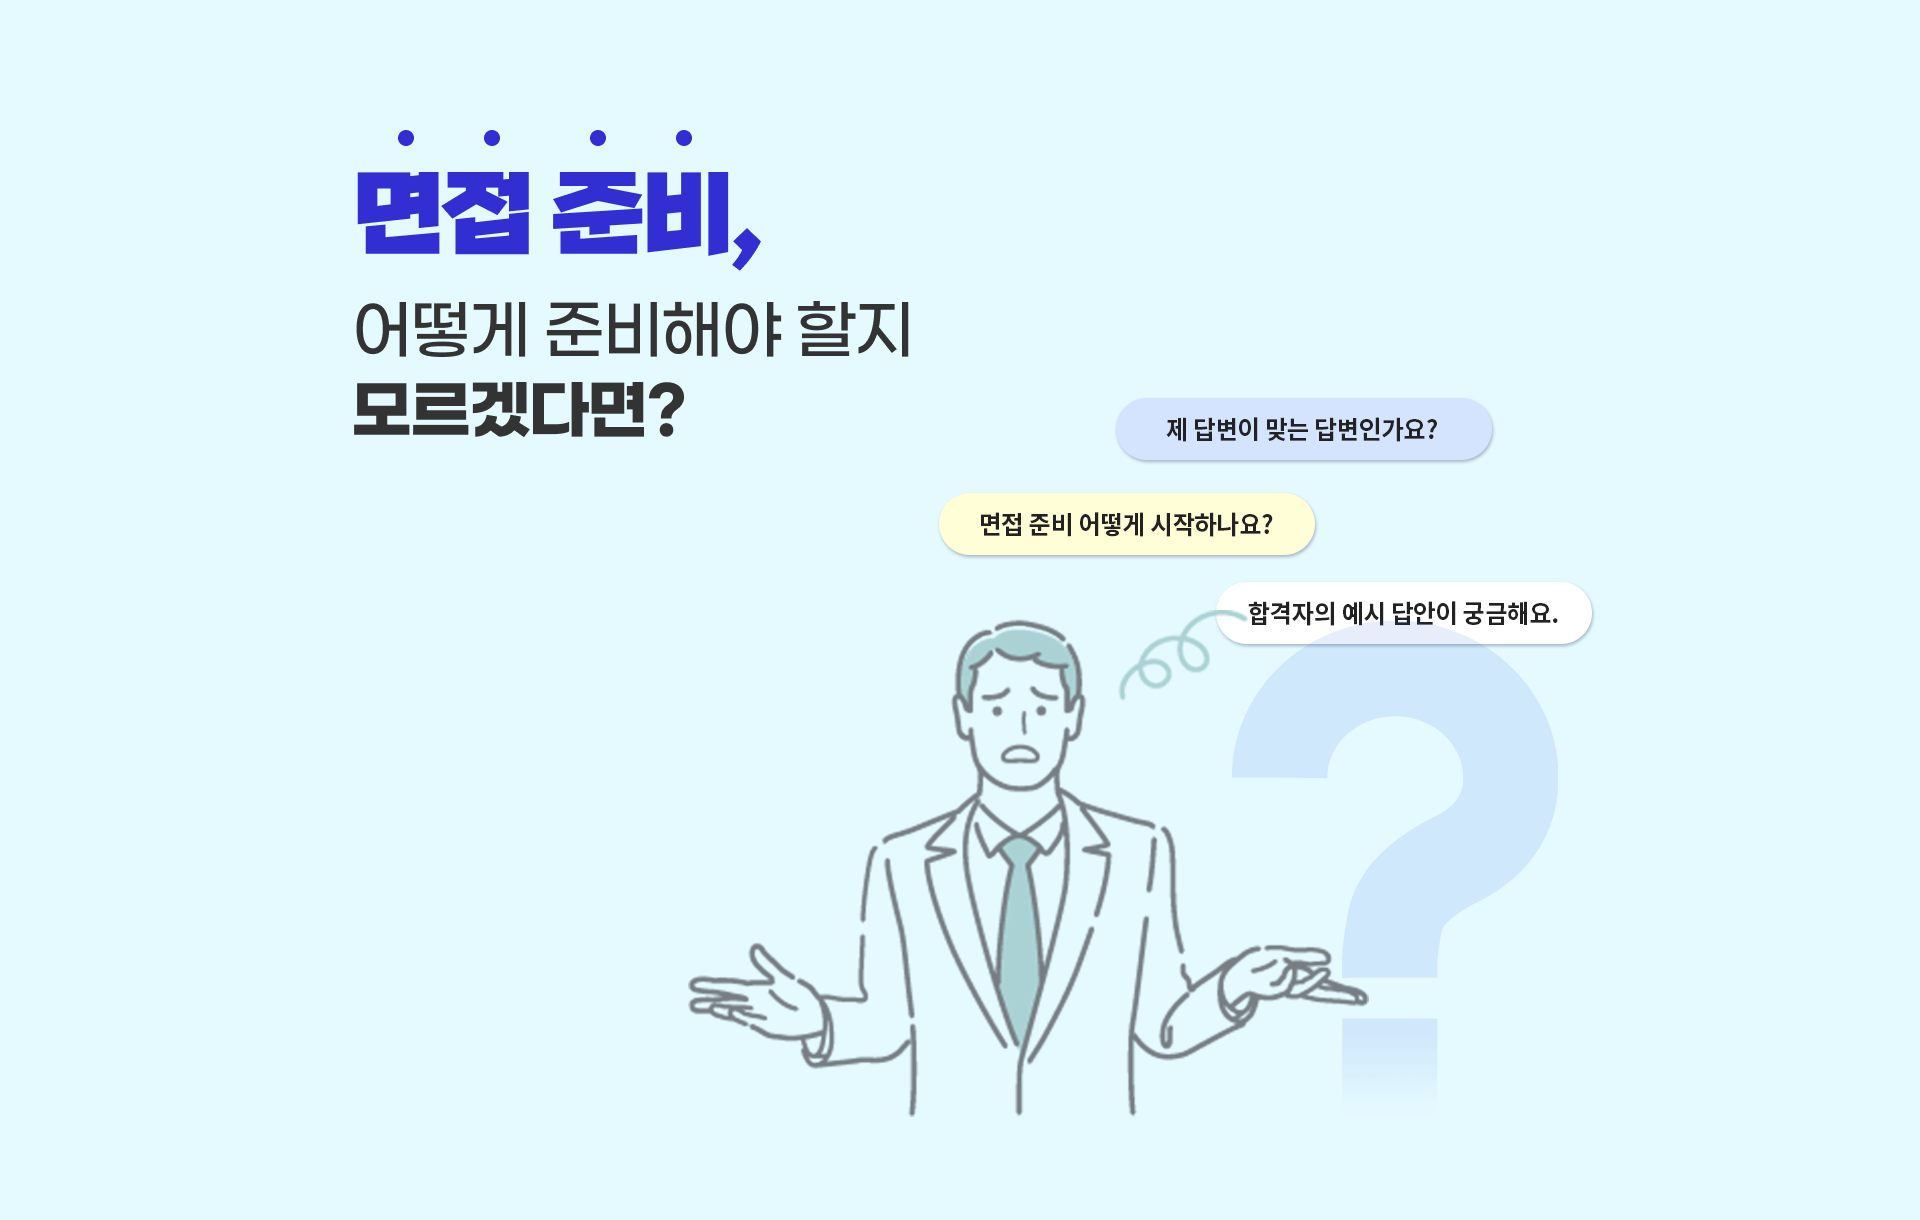 면접 준비,
어떻게 준비해야 할지
모르겠다면?
제 답변이 맞는 답변인가요?
면접 준비 어떻게 시작하나요?
합격자의 예시 답안이 궁금해요.
?